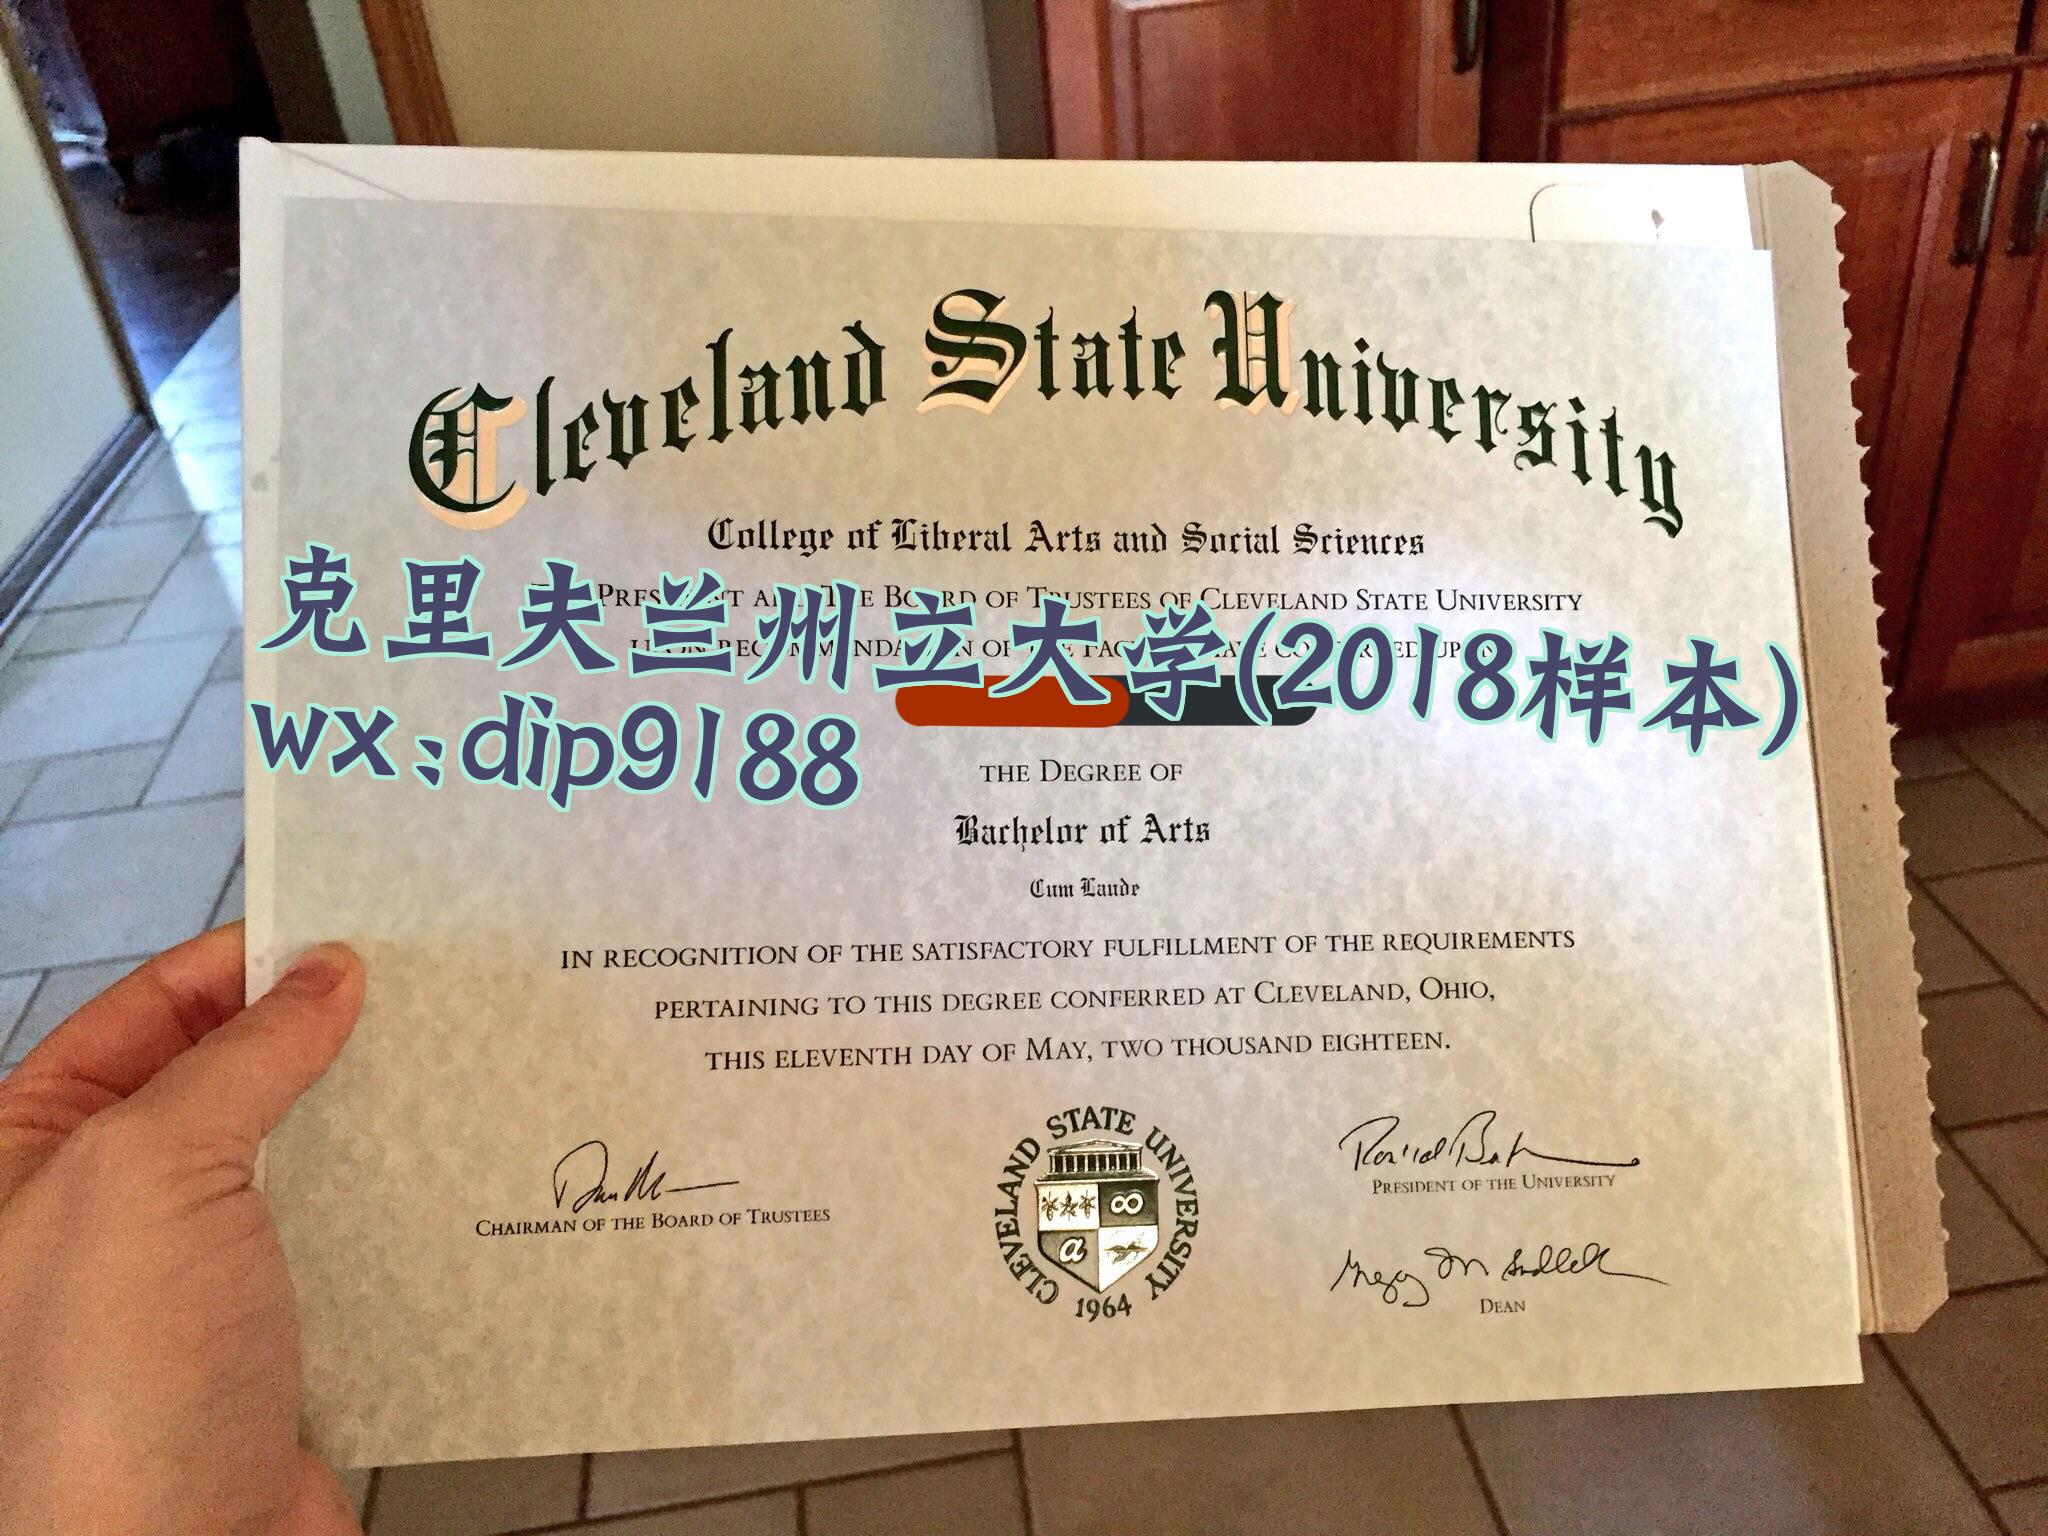 Cleveland State University
College of Liberal Arts and Social Sciences
President and The Board of Trustees of Cleveland State University
克里夫兰州立大学(2018样本)
wx:dip9188
the Degree of
Bachelor of Arts
Cum Laude
in recognition of the satisfactory fulfillment of the requirements
pertaining to this degree conferred at Cleveland, Ohio,
this eleventh day of May, two thousand eighteen.
Chairman of the Board of Trustees
President of the University
Dean
CLEVELAND STATE UNIVERSITY
1964